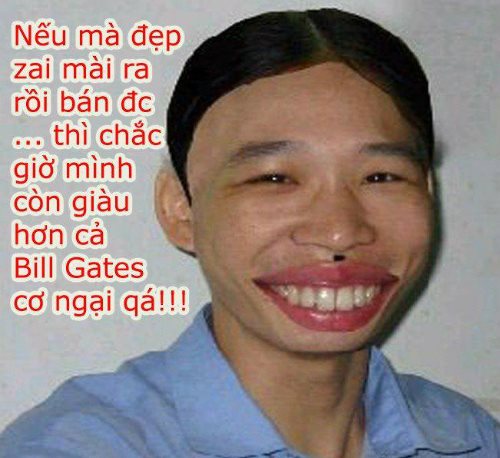 Nếu mà đẹp
zai mài ra
rồi bán đc
... thì chắc
giờ mình
còn giàu
hơn cả
Bill Gates
cơ ngại qá!!!